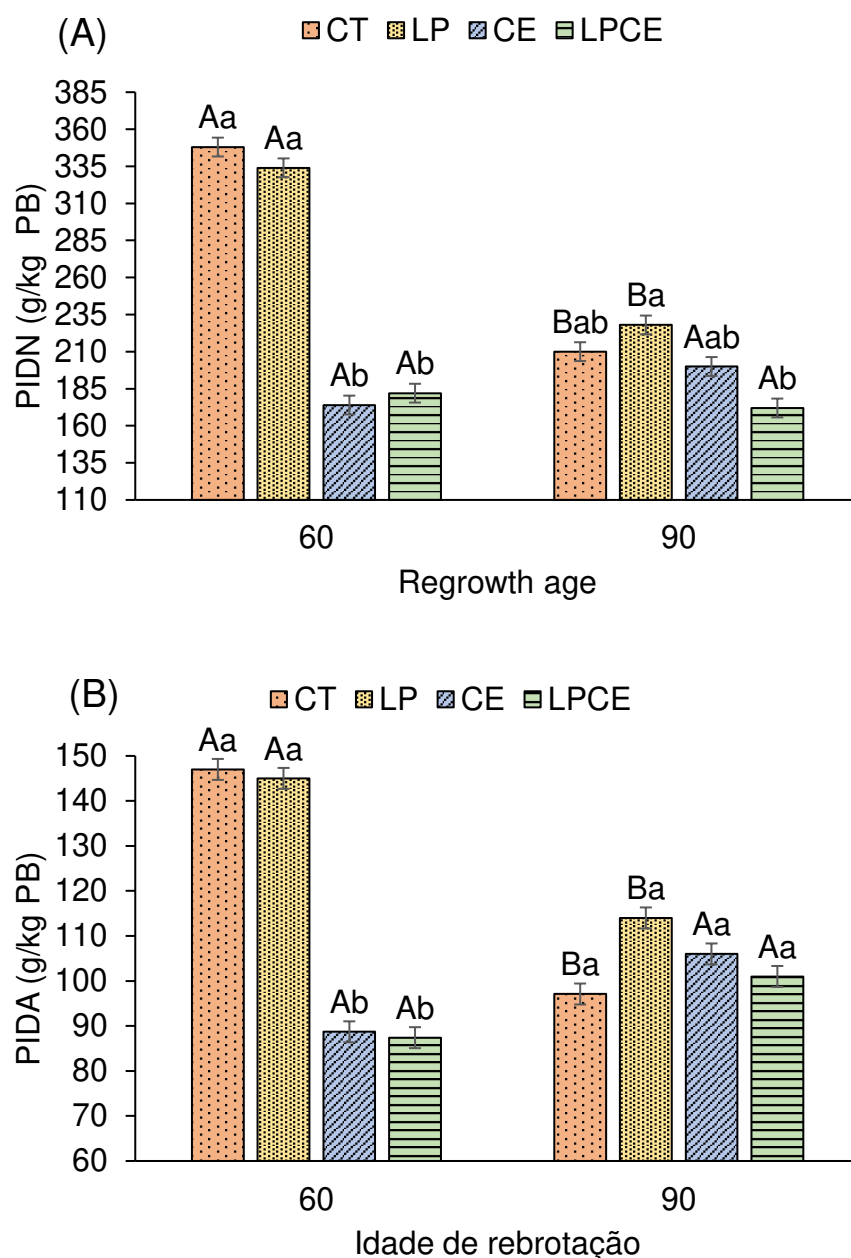 (A)
CT LP CE LPCE
PIDN (g/kg PB)
385
360
335
310
285
260
235
210
185
160
135
110
Aa Aa Ab Ab Bab Ba Aab Ab
60 90
Regrowth age
(B)
CT LP CE LPCE
PIDA (g/kg PB)
150
140
130
120
110
100
90
80
70
60
Aa Aa Ab Ab Ba Ba Aa Aa
60 90
Idade de rebrotação